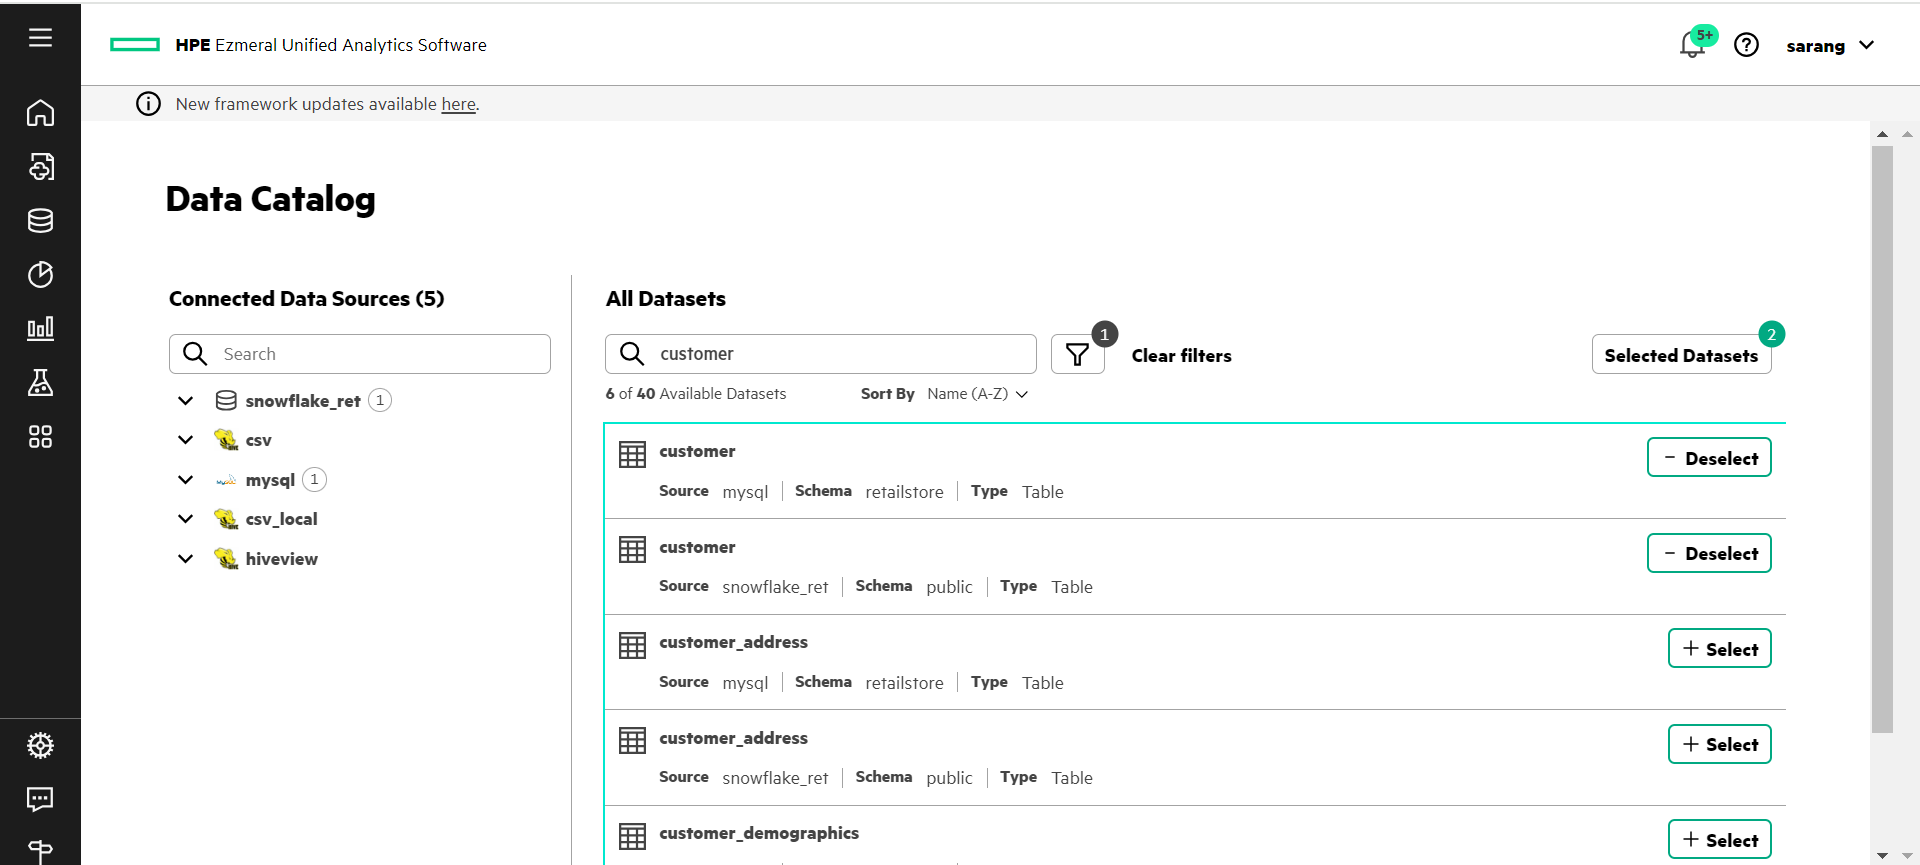 HPE Ezmeral Unified Analytics Software
5+
sarang
New framework updates available here.
Data Catalog
Connected Data Sources (5)
Search
snowflake_ret 1
csv
mysql 1
csv_local
hiveview
All Datasets
customer
1
Clear filters
Selected Datasets
2
6 of 40 Available Datasets
Sort By Name (A-Z)
customer
Deselect
Source mysql Schema retailstore Type Table
customer
Deselect
Source snowflake_ret Schema public Type Table
customer_address
Select
Source mysql Schema retailstore Type Table
customer_address
Select
Source snowflake_ret Schema public Type Table
customer_demographics
Select